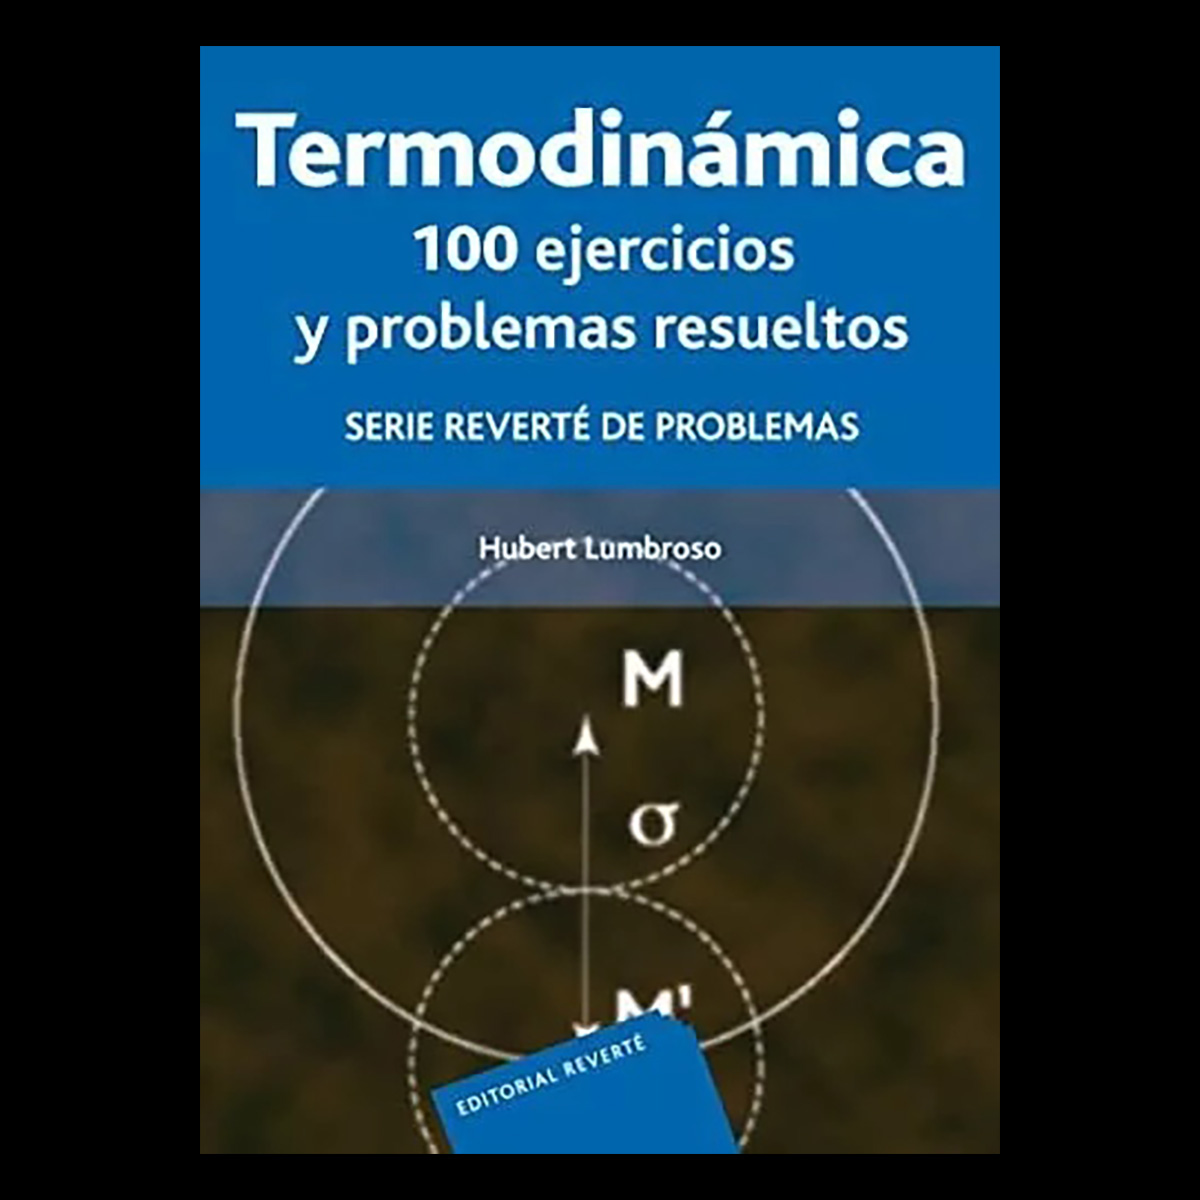 Termodinámica
100 ejercicios
y problemas resueltos
SERIE REVERTÉ DE PROBLEMAS
Hubert Lumbroso
M
σ
M'
EDITORIAL REVERTÉ